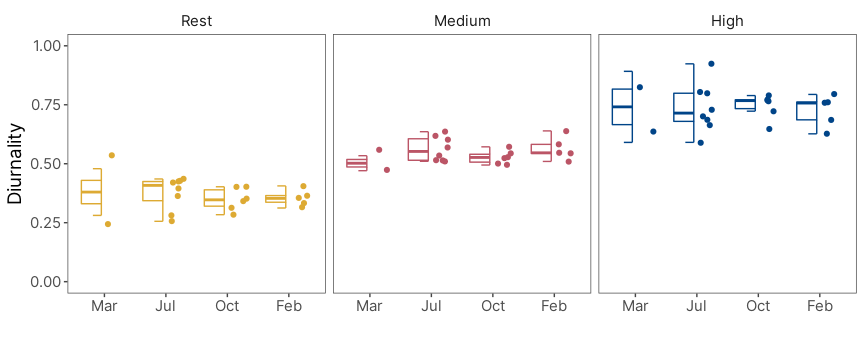 Rest Medium High
Diurnality
1.00
0.75
0.50
0.25
0.00
Mar Jul Oct Feb Mar Jul Oct Feb Mar Jul Oct Feb